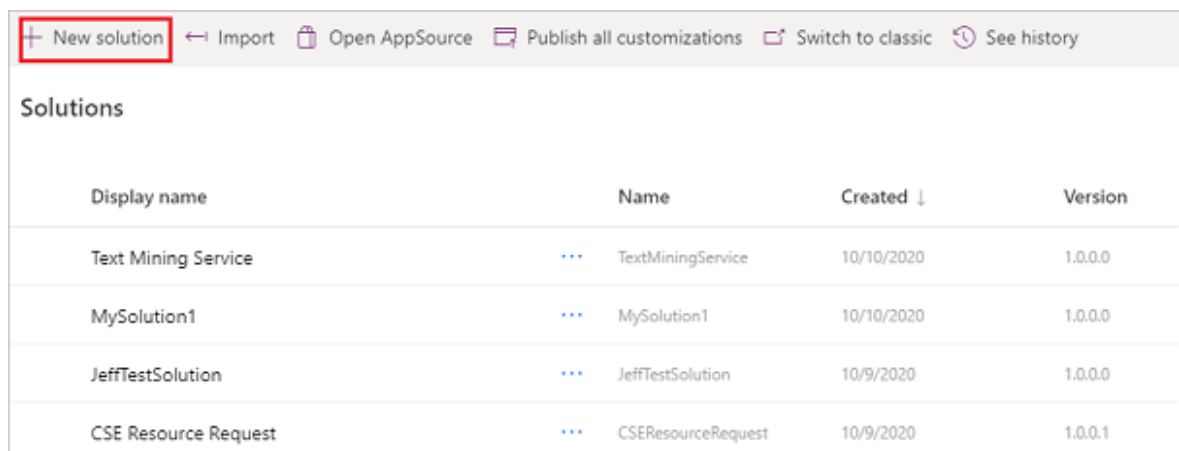 New solution Import Open AppSource Publish all customizations Switch to classic See history
Solutions
Display name Name Created ↓ Version
Text Mining Service ... TextMiningService 10/10/2020 1.0.0.0
MySolution1 ... MySolution1 10/10/2020 1.0.0.0
JeffTestSolution ... JeffTestSolution 10/9/2020 1.0.0.0
CSE Resource Request ... CSEResourceRequest 10/9/2020 1.0.0.1